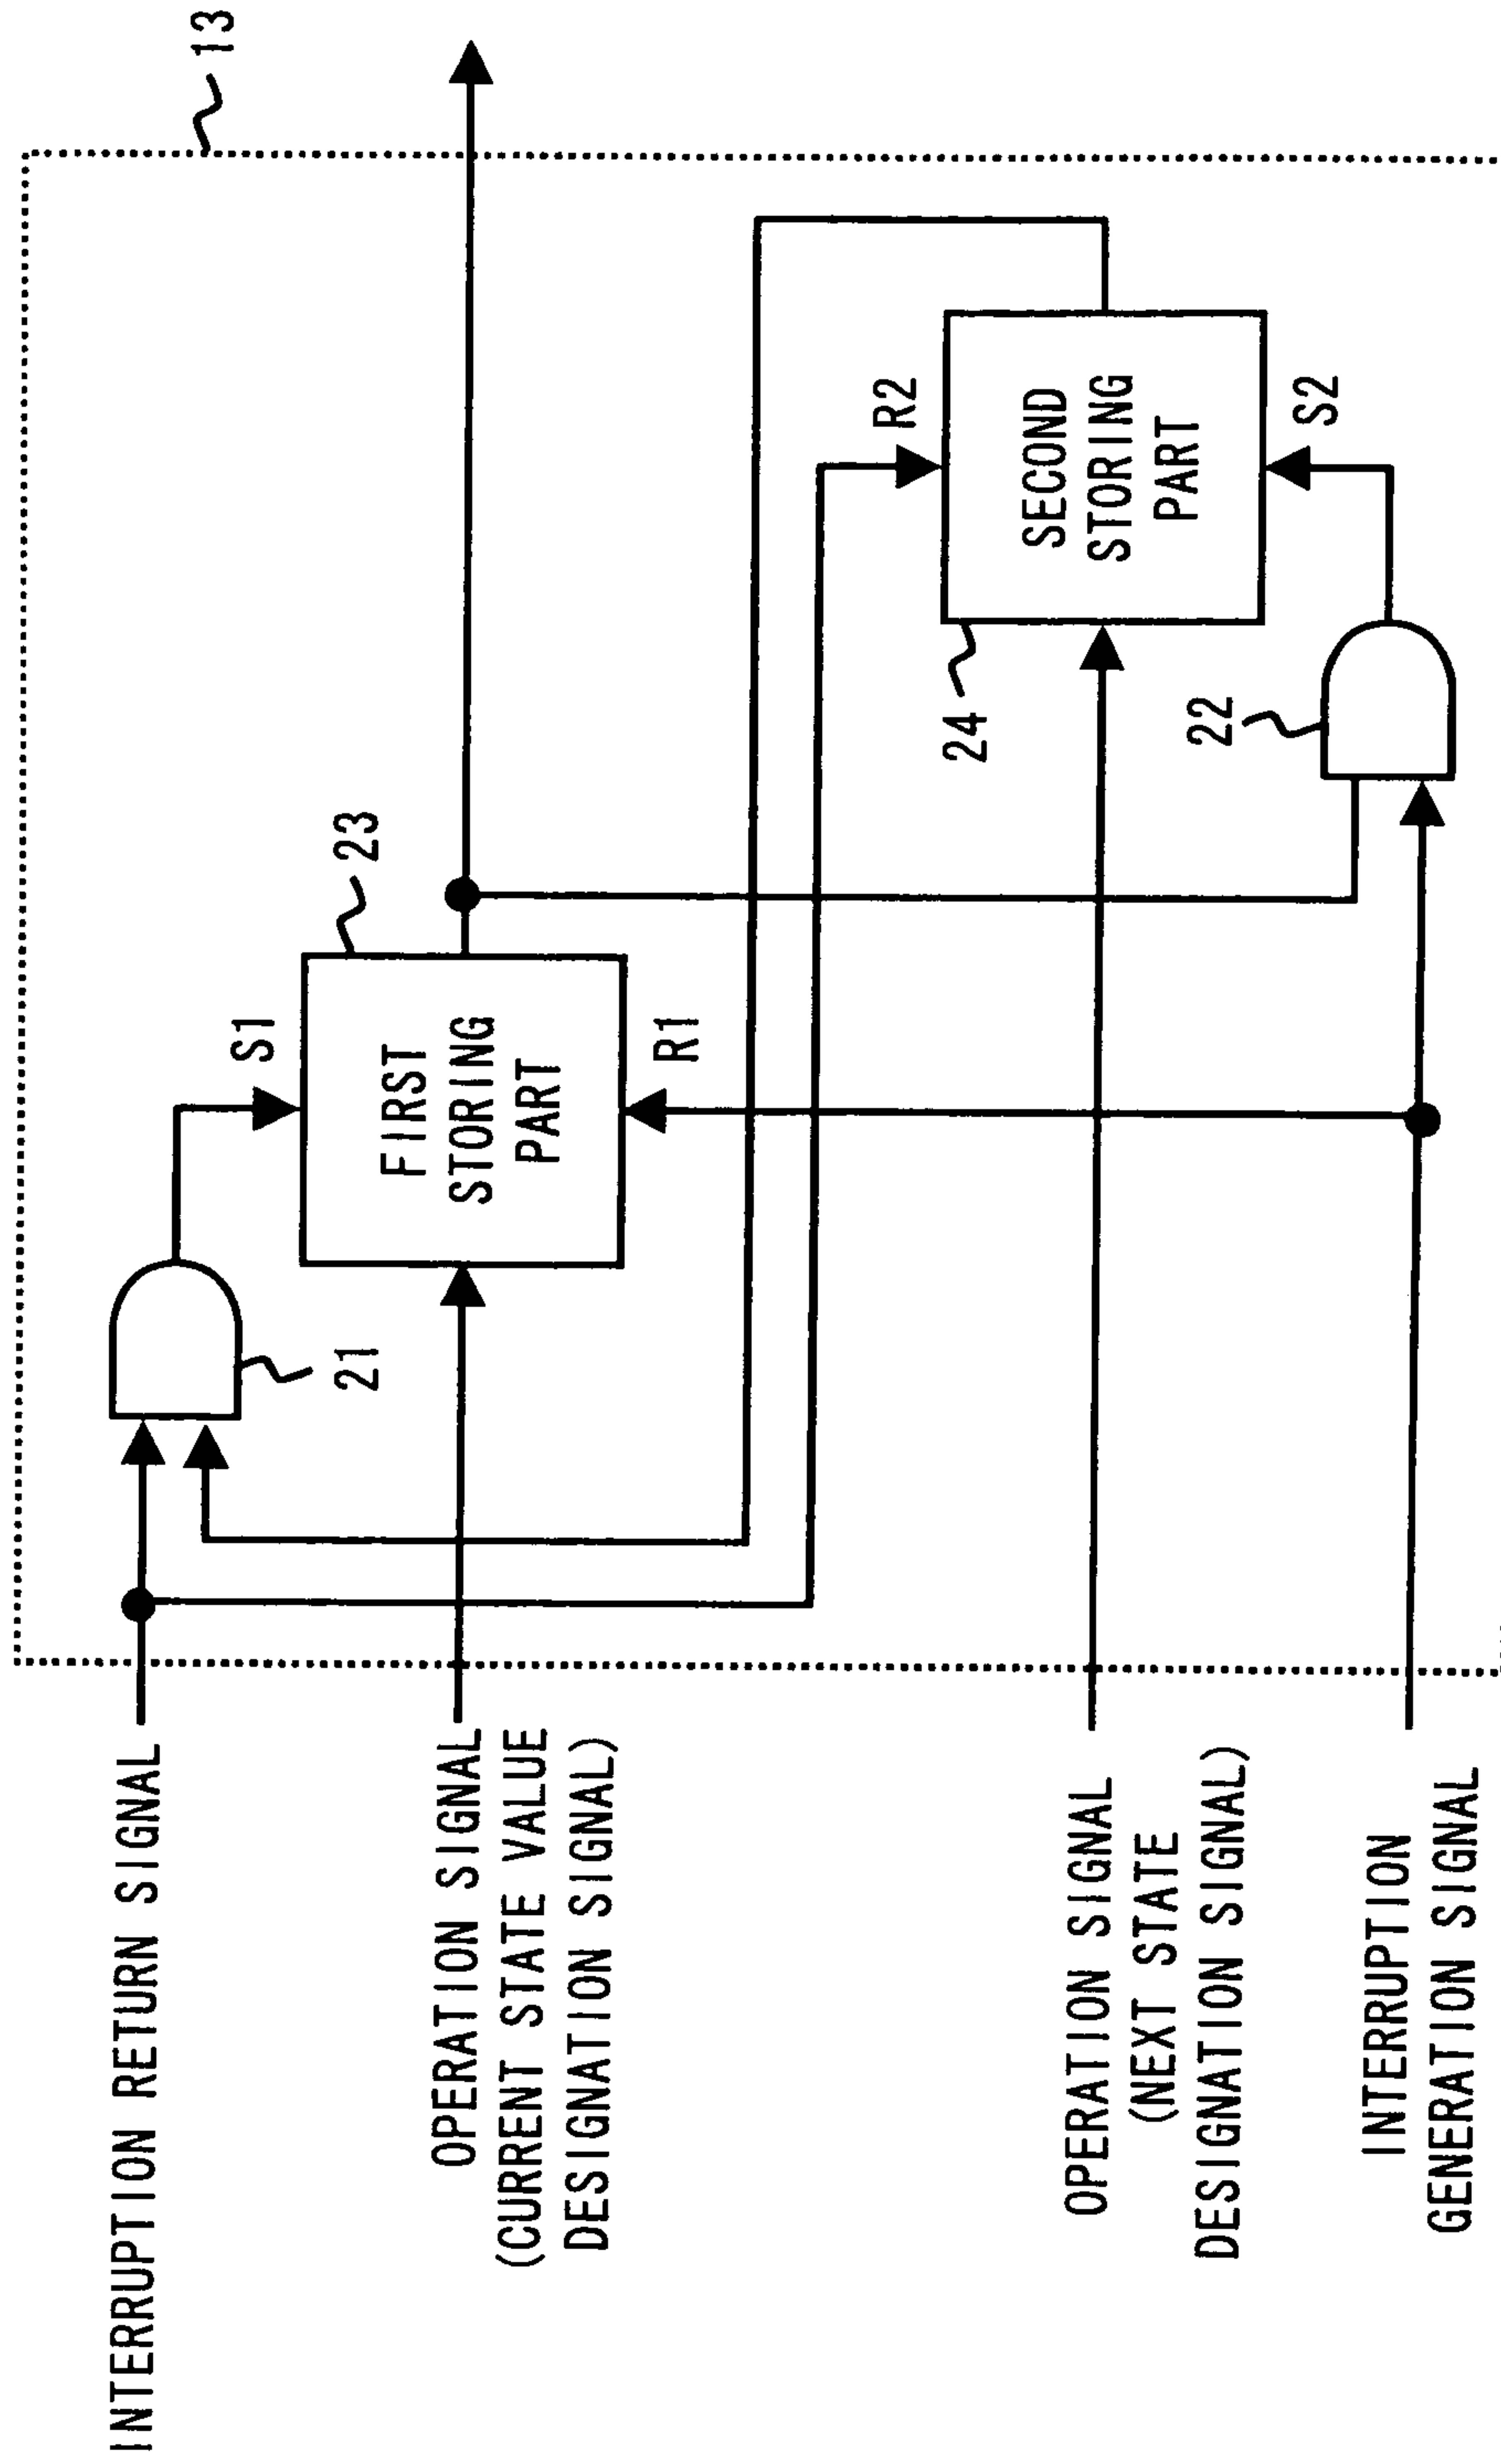 INTERRUPTION RETURN SIGNAL
OPERATION SIGNAL
(CURRENT STATE VALUE
DESIGNATION SIGNAL)
OPERATION SIGNAL
(NEXT STATE
DESIGNATION SIGNAL)
INTERRUPTION
GENERATION SIGNAL
21
S1
FIRST
STORING
PART
R1
23
22
24
R2
SECOND
STORING
PART
S2
13